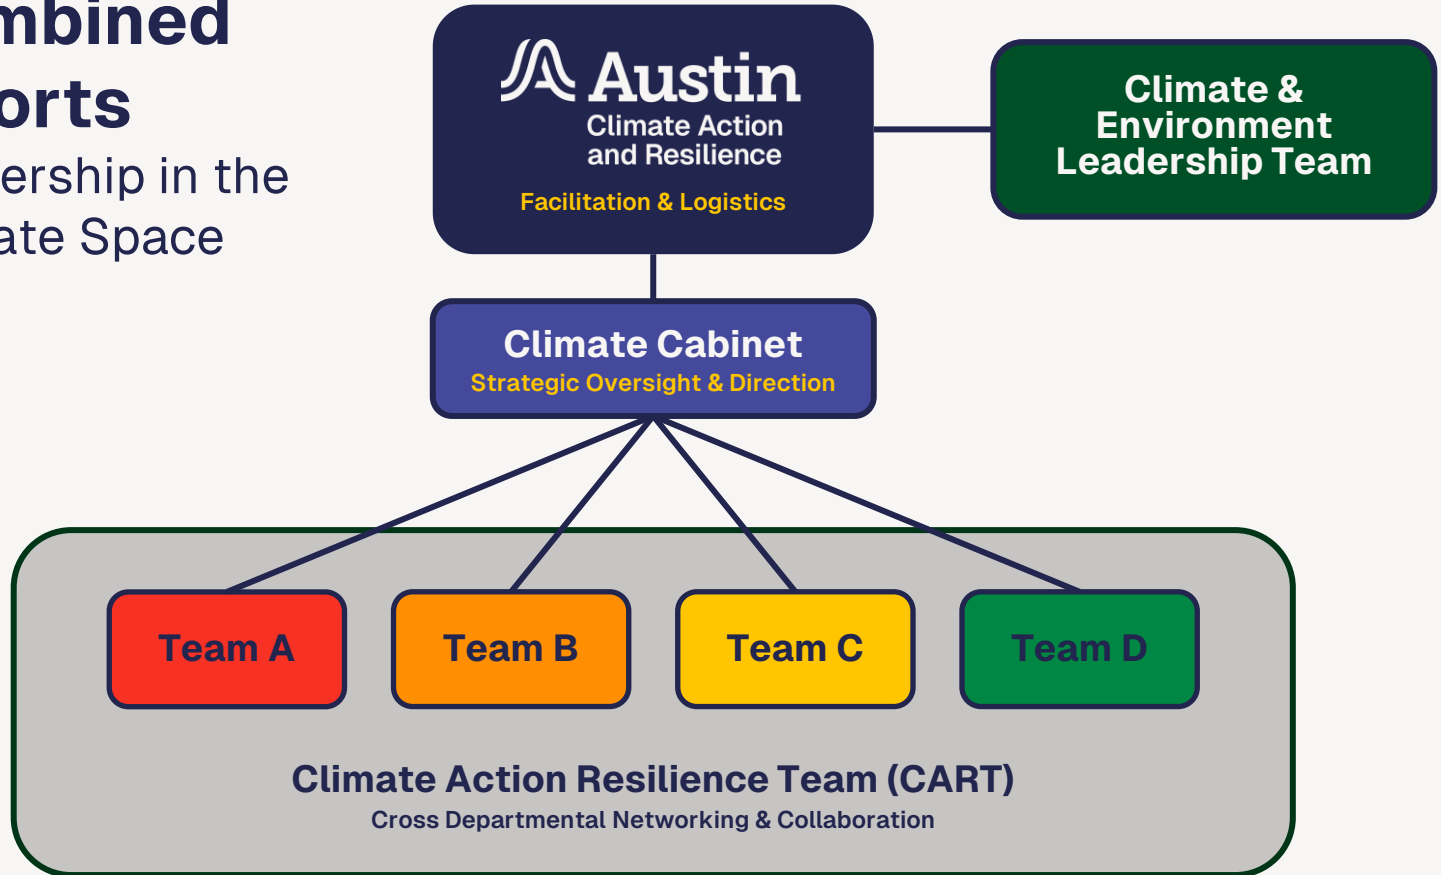 mbined
orts
ership in the
ate Space
Austin
Climate Action
and Resilience
Facilitation & Logistics
Climate &
Environment
Leadership Team
Climate Cabinet
Strategic Oversight & Direction
Team A
Team B
Team C
Team D
Climate Action Resilience Team (CART)
Cross Departmental Networking & Collaboration